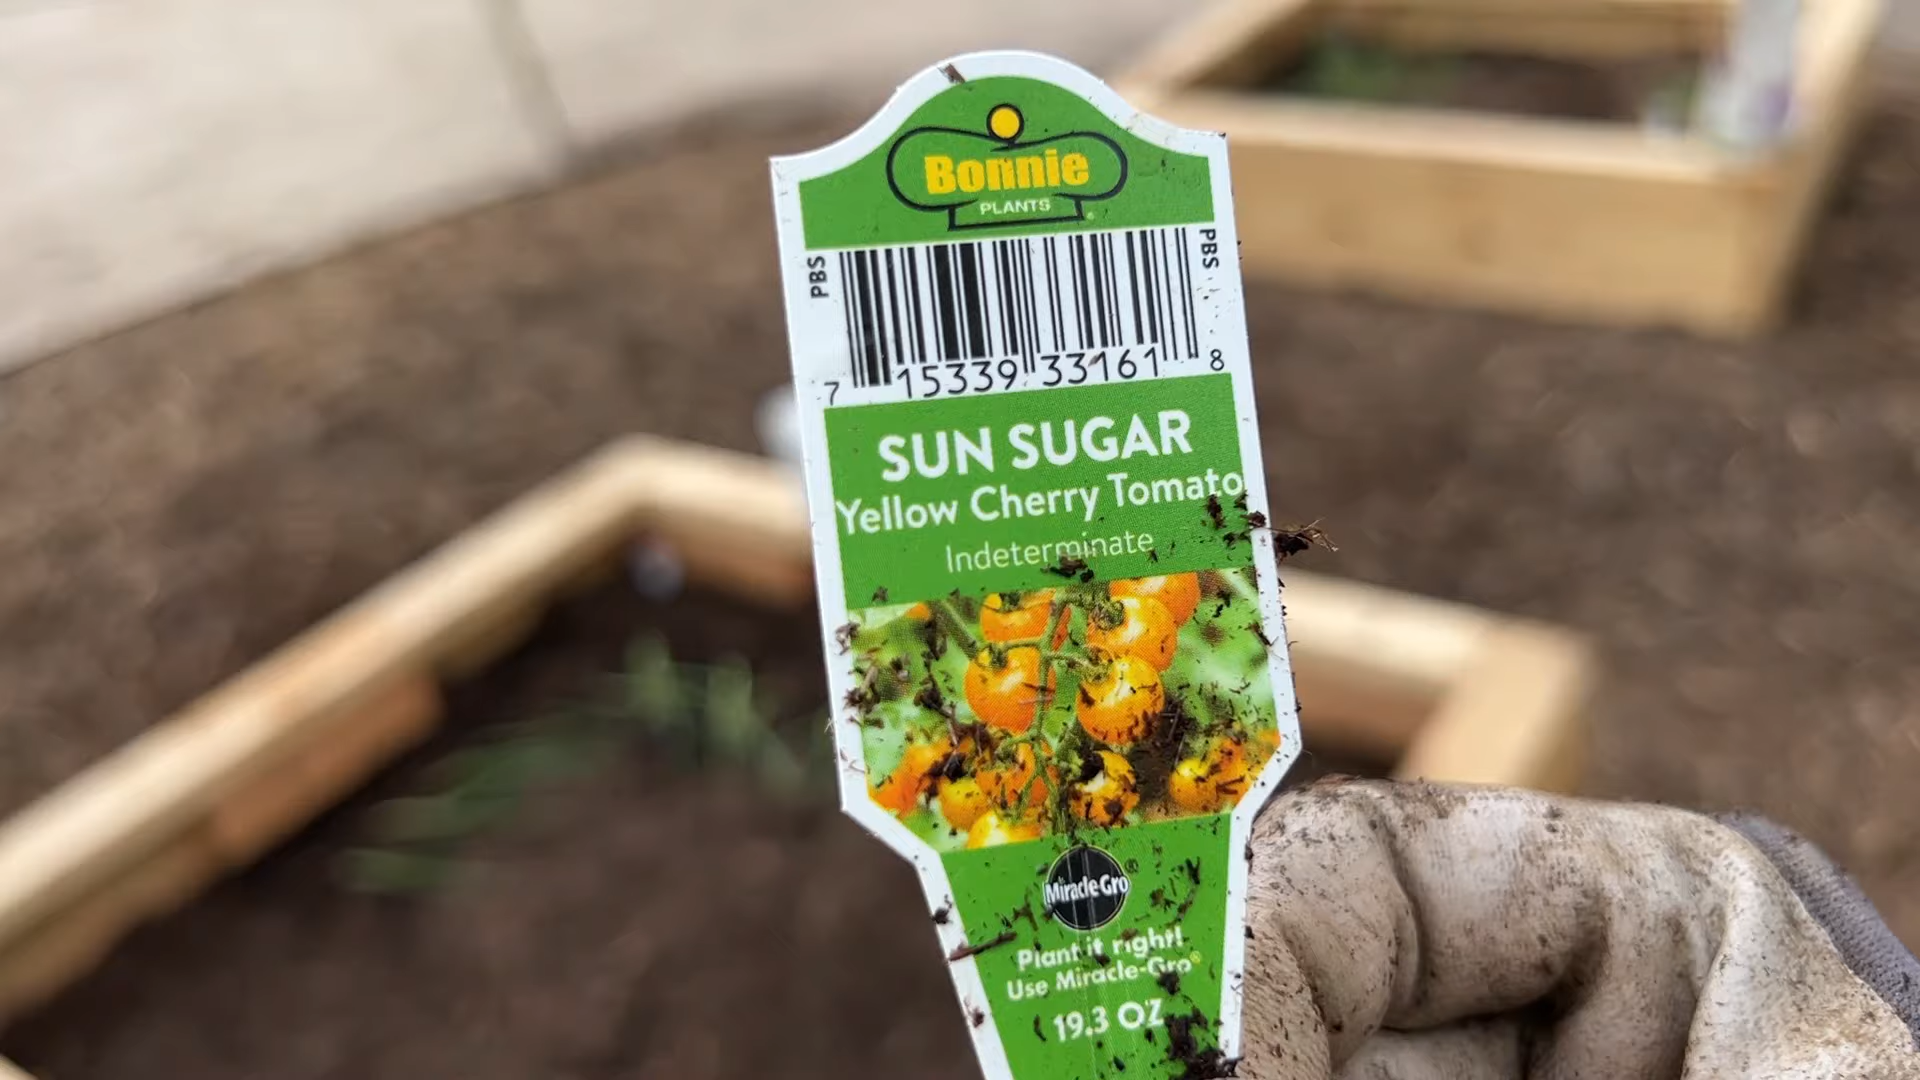 Bonnie
PLANTS®
PBS
PBS
7 15339 33161 8
SUN SUGAR
Yellow Cherry Tomato
Indeterminate
Miracle-Gro®
Plant it right!
Use Miracle-Gro®
19.3 OZ